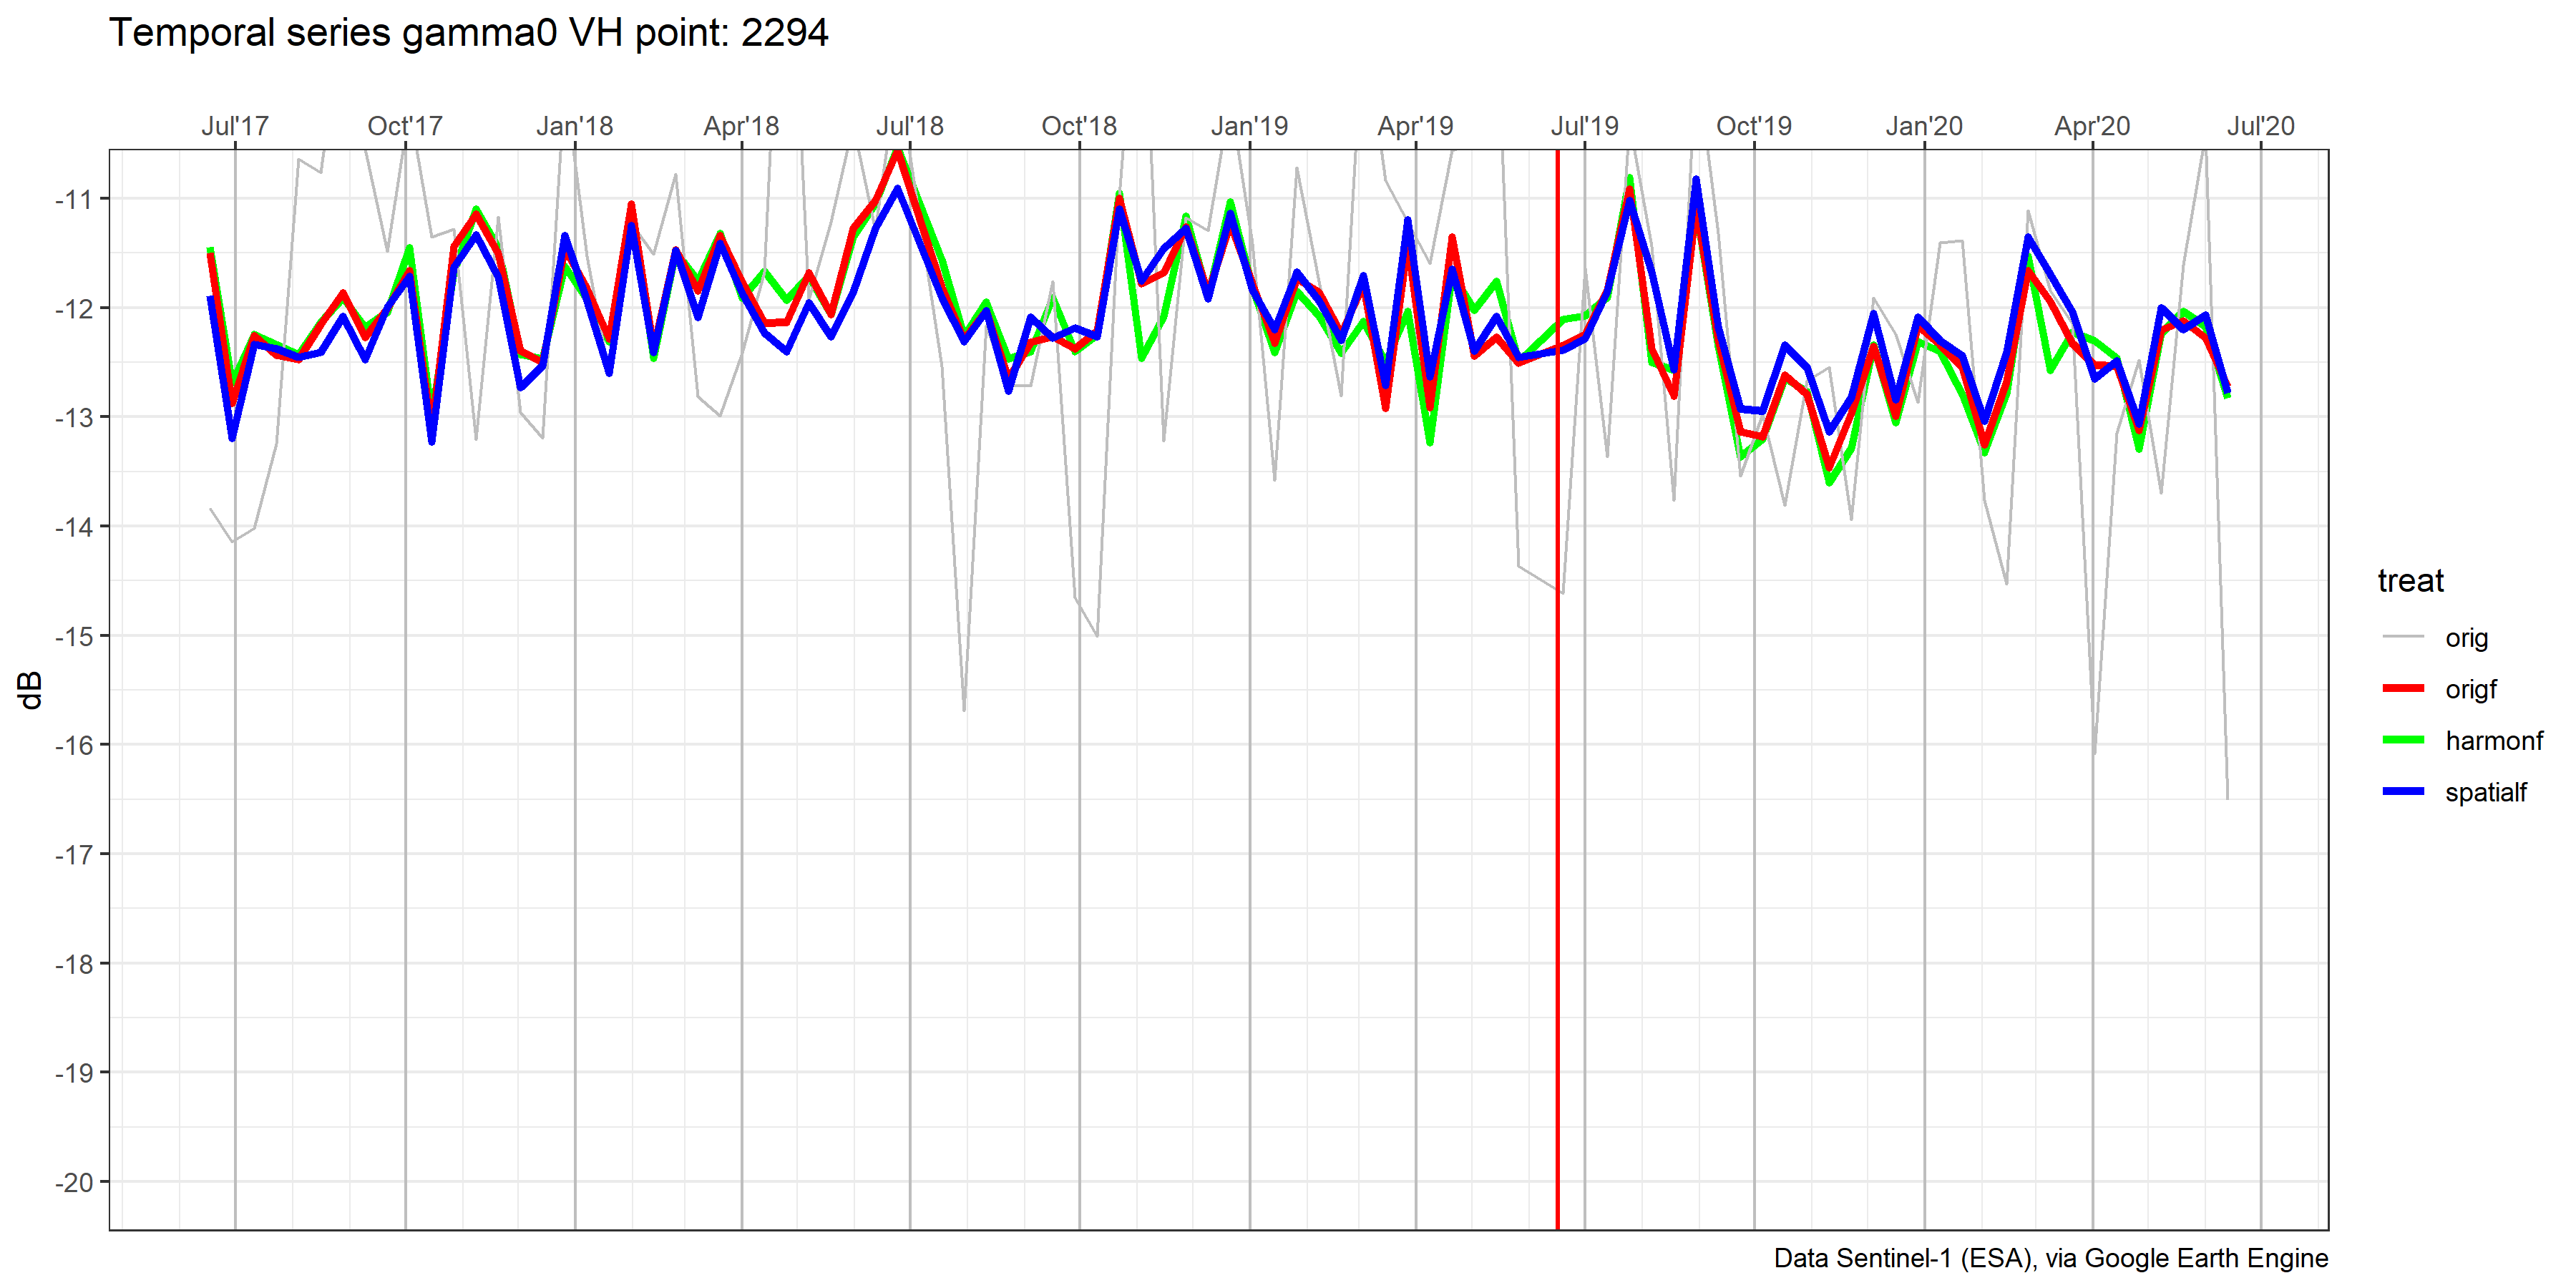 Temporal series gamma0 VH point: 2294
Jul'17 Oct'17 Jan'18 Apr'18 Jul'18 Oct'18 Jan'19 Apr'19 Jul'19 Oct'19 Jan'20 Apr'20 Jul'20
-11
-12
-13
-14
-15
-16
-17
-18
-19
-20
dB
treat
orig
origf
harmonf
spatialf
Data Sentinel-1 (ESA), via Google Earth Engine